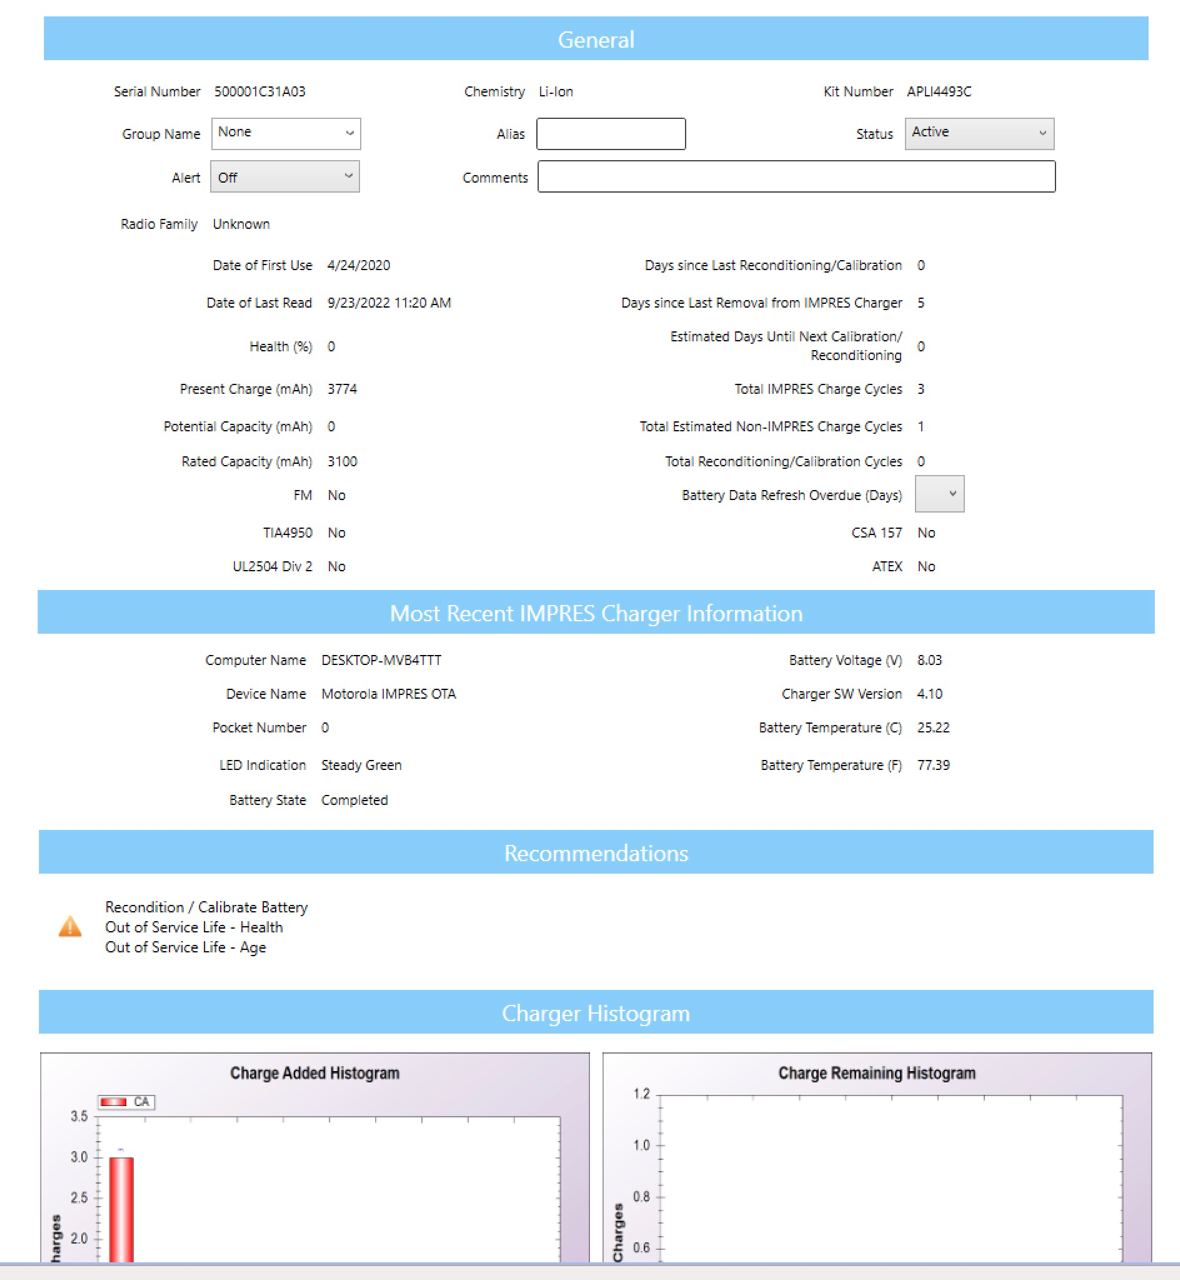 General
Serial Number 500001C31A03 Chemistry Li-Ion Kit Number APLI4493C
Group Name None Alias Status Active
Alert Off Comments
Radio Family Unknown
Date of First Use 4/24/2020 Days since Last Reconditioning/Calibration 0
Date of Last Read 9/23/2022 11:20 AM Days since Last Removal from IMPRES Charger 5
Health (%) 0 Estimated Days Until Next Calibration/
Reconditioning 0
Present Charge (mAh) 3774 Total IMPRES Charge Cycles 3
Potential Capacity (mAh) 0 Total Estimated Non-IMPRES Charge Cycles 1
Rated Capacity (mAh) 3100 Total Reconditioning/Calibration Cycles 0
FM No Battery Data Refresh Overdue (Days)
TIA4950 No CSA 157 No
UL2504 Div 2 No ATEX No
Most Recent IMPRES Charger Information
Computer Name DESKTOP-MVB4TTT Battery Voltage (V) 8.03
Device Name Motorola IMPRES OTA Charger SW Version 4.10
Pocket Number 0 Battery Temperature (C) 25.22
LED Indication Steady Green Battery Temperature (F) 77.39
Battery State Completed
Recommendations
Recondition / Calibrate Battery
Out of Service Life - Health
Out of Service Life - Age
Charger Histogram
Charge Added Histogram
CA
3.5
3.0
2.5
2.0
harges
Charge Remaining Histogram
1.2
1.0
0.8
0.6
Charges